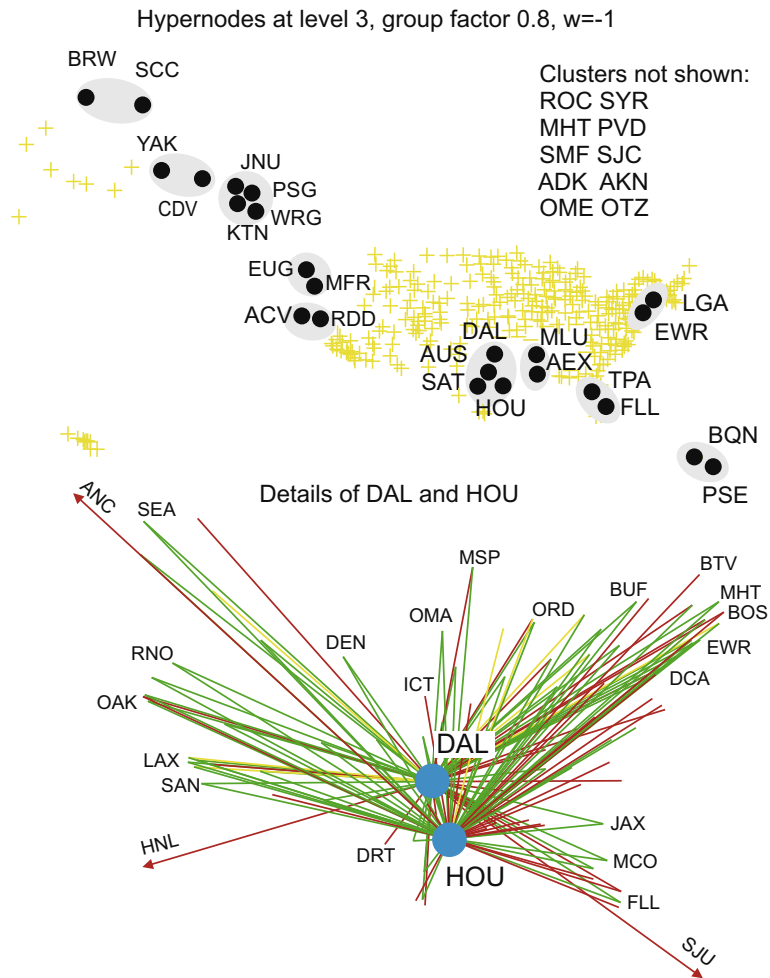 Hypernodes at level 3, group factor 0.8, w=-1
BRW
SCC
Clusters not shown:
ROC SYR
MHT PVD
SMF SJC
ADK AKN
OME OTZ
YAK
JNU
PSG
CDV
WRG
KTN
EUG
MFR
ACV
RDD
LGA
EWR
DAL
MLU
AUS
AEX
SAT
TPA
HOU
FLL
BQN
PSE
Details of DAL and HOU
ANC
SEA
MSP
BTV
BUF
MHT
OMA
ORD
BOS
DEN
EWR
RNO
DCA
ICT
OAK
DAL
LAX
SAN
JAX
HNL
DRT
MCO
HOU
FLL
SJU